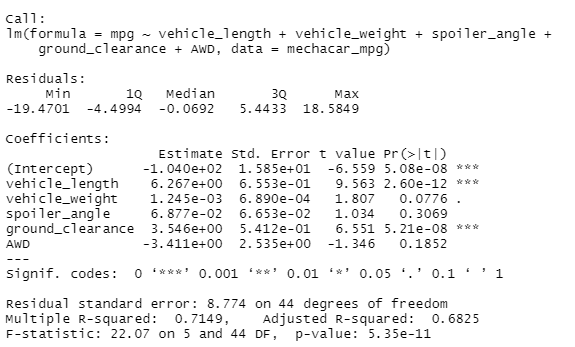 Call:
lm(formula = mpg ~ vehicle_length + vehicle_weight + spoiler_angle +
    ground_clearance + AWD, data = mechacar_mpg)

Residuals:
     Min       1Q   Median       3Q      Max
-19.4701  -4.4994  -0.0692   5.4433  18.5849

Coefficients:
                   Estimate Std. Error t value Pr(>|t|)
(Intercept)      -1.040e+02  1.585e+01  -6.559 5.08e-08 ***
vehicle_length    6.267e+00  6.553e-01   9.563 2.60e-12 ***
vehicle_weight    1.245e-03  6.890e-04   1.807   0.0776 .
spoiler_angle     6.877e-02  6.653e-02   1.034   0.3069
ground_clearance  3.546e+00  5.412e-01   6.551 5.21e-08 ***
AWD              -3.411e+00  2.535e+00  -1.346   0.1852
---
Signif. codes:  0 ‘***’ 0.001 ‘**’ 0.01 ‘*’ 0.05 ‘.’ 0.1 ‘ ’ 1

Residual standard error: 8.774 on 44 degrees of freedom
Multiple R-squared:  0.7149,    Adjusted R-squared:  0.6825
F-statistic: 22.07 on 5 and 44 DF,  p-value: 5.35e-11